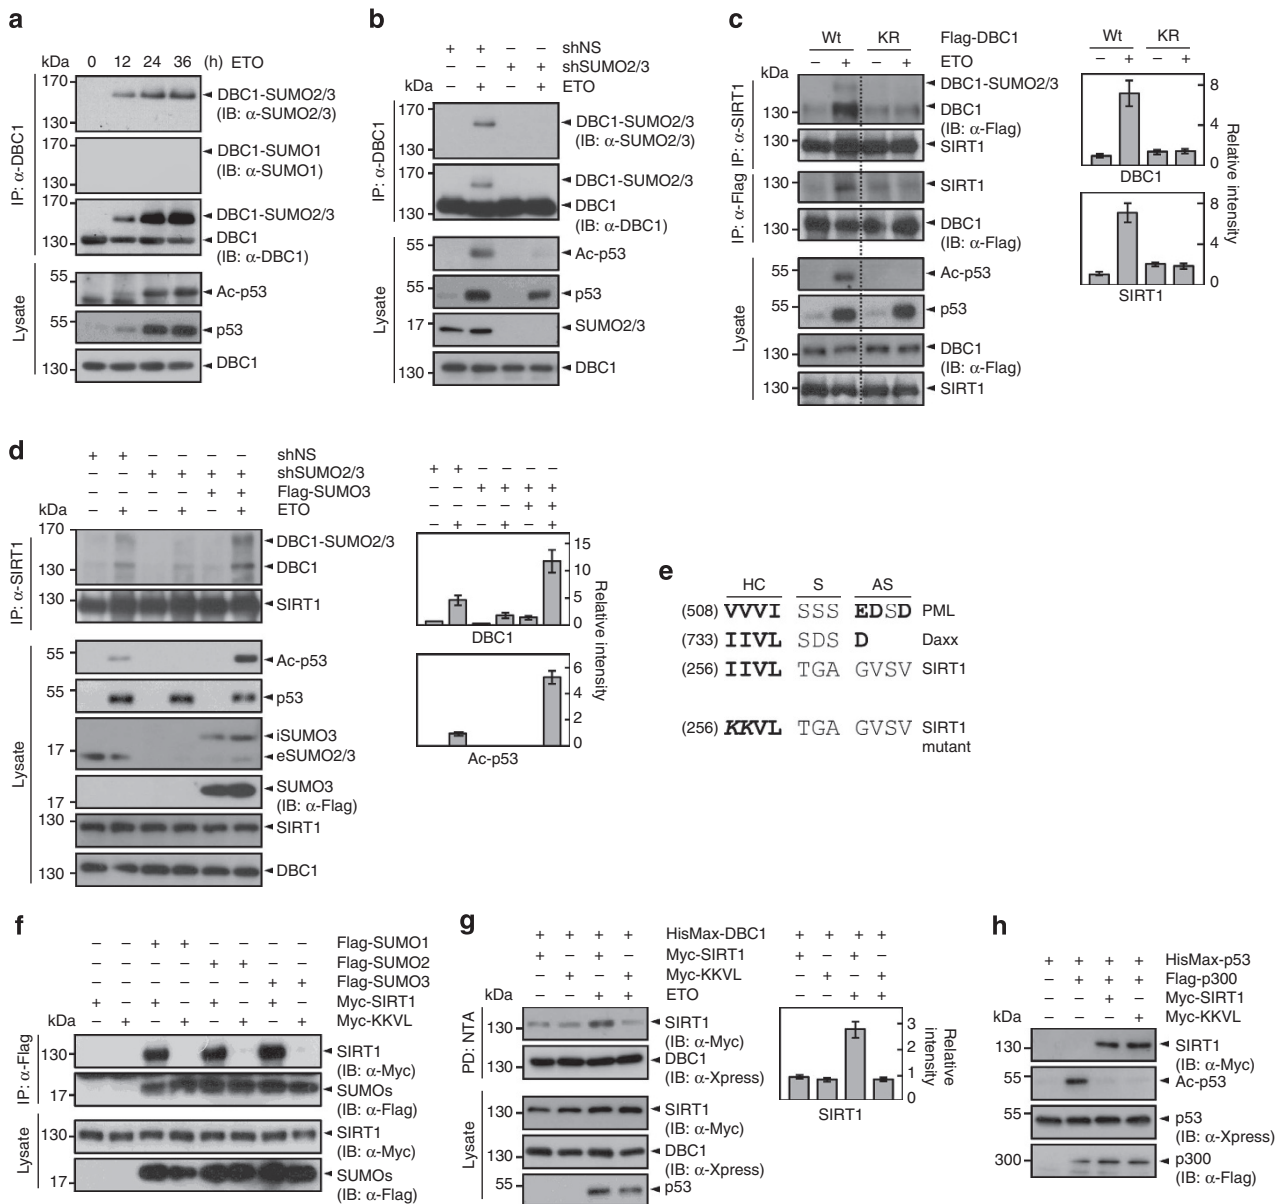 a
kDa 0 12 24 36 (h) ETO
IP: α-DBC1
170
130
DBC1-SUMO2/3
(IB: α-SUMO2/3)
170
130
DBC1-SUMO1
(IB: α-SUMO1)
170
130
DBC1-SUMO2/3
DBC1
(IB: α-DBC1)
Lysate
55
Ac-p53
55
p53
130
DBC1
b
+ + – – shNS
– – + + shSUMO2/3
kDa – + – + ETO
IP: α-DBC1
170
130
DBC1-SUMO2/3
(IB: α-SUMO2/3)
170
130
DBC1-SUMO2/3
DBC1
(IB: α-DBC1)
Lysate
55
Ac-p53
55
p53
17
SUMO2/3
130
DBC1
c
Wt KR Flag-DBC1
– + – + ETO
kDa
IP: α-SIRT1
130
DBC1-SUMO2/3
DBC1
(IB: α-Flag)
130
SIRT1
IP: α-Flag
130
SIRT1
130
DBC1
(IB: α-Flag)
Lysate
55
Ac-p53
55
p53
130
DBC1
(IB: α-Flag)
130
SIRT1
Wt KR
– + – +
8
4
0
DBC1
8
4
0
SIRT1
Relative intensity
d
+ + – – – – shNS
– – + + + + shSUMO2/3
– – – – + + Flag-SUMO3
kDa – + – + – + ETO
IP: α-SIRT1
170
130
DBC1-SUMO2/3
DBC1
130
SIRT1
Lysate
55
Ac-p53
55
p53
17
iSUMO3
eSUMO2/3
17
SUMO3
(IB: α-Flag)
130
SIRT1
130
DBC1
+ + – – – –
– – + + + +
– – – – + +
– + – + – +
15
10
5
0
DBC1
6
4
2
0
Ac-p53
Relative intensity
e
HC S AS
(508) VVVI SSS EDSD PML
(733) IIVL SDS D Daxx
(256) IIVL TGA GVSV SIRT1
(256) KKVL TGA GVSV SIRT1
mutant
f
– – + + – – – – Flag-SUMO1
– – – – + + – – Flag-SUMO2
– – – – – – + + Flag-SUMO3
+ – + – + – + – Myc-SIRT1
kDa – + – + – + – + Myc-KKVL
IP: α-Flag
130
SIRT1
(IB: α-Myc)
17
SUMOs
(IB: α-Flag)
Lysate
130
SIRT1
(IB: α-Myc)
17
SUMOs
(IB: α-Flag)
g
+ + + + HisMax-DBC1
+ – + – Myc-SIRT1
– + – + Myc-KKVL
kDa – – + + ETO
PD: NTA
130
SIRT1
(IB: α-Myc)
130
DBC1
(IB: α-Xpress)
Lysate
130
SIRT1
(IB: α-Myc)
130
DBC1
(IB: α-Xpress)
55
p53
+ + + +
+ – + –
– + – +
– – + +
3
2
1
0
SIRT1
Relative
intensity
h
+ + + + HisMax-p53
– + + + Flag-p300
– – + – Myc-SIRT1
kDa – – – + Myc-KKVL
130
SIRT1
(IB: α-Myc)
55
Ac-p53
55
p53
(IB: α-Xpress)
300
p300
(IB: α-Flag)